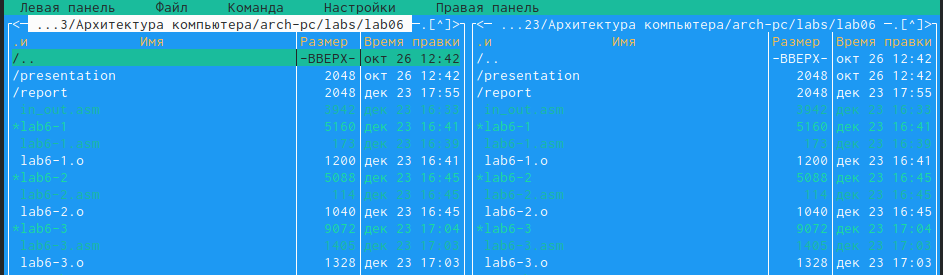 Левая панель Файл Команда Настройки Правая панель
<— ...3/Архитектура компьютера/arch-pc/labs/lab06 —.[^]> <— ...23/Архитектура компьютера/arch-pc/labs/lab06 —.[^]>
.и Имя Размер Время правки .и Имя Размер Время правки
/.. -ВВЕРХ- окт 26 12:42 /.. -ВВЕРХ- окт 26 12:42
/presentation 2048 окт 26 12:42 /presentation 2048 окт 26 12:42
/report 2048 дек 23 17:55 /report 2048 дек 23 17:55
in_out.asm 3942 дек 23 in_out.asm 3942 дек 23
*lab6-1 5160 дек 23 16:41 *lab6-1 5160 дек 23 16:41
lab6-1.asm дек 23 lab6-1.asm дек 23
lab6-1.o 1200 дек 23 16:41 lab6-1.o 1200 дек 23 16:41
*lab6-2 5088 дек 23 16:45 *lab6-2 5088 дек 23 16:45
lab6-2.asm 114 дек 23 16:45 lab6-2.asm 114 дек 23 16:45
lab6-2.o 1040 дек 23 16:45 lab6-2.o 1040 дек 23 16:45
*lab6-3 9072 дек 23 17:04 *lab6-3 9072 дек 23 17:04
lab6-3.asm 1405 дек 23 17:03 lab6-3.asm 1405 дек 23 17:03
lab6-3.o 1328 дек 23 17:03 lab6-3.o 1328 дек 23 17:03